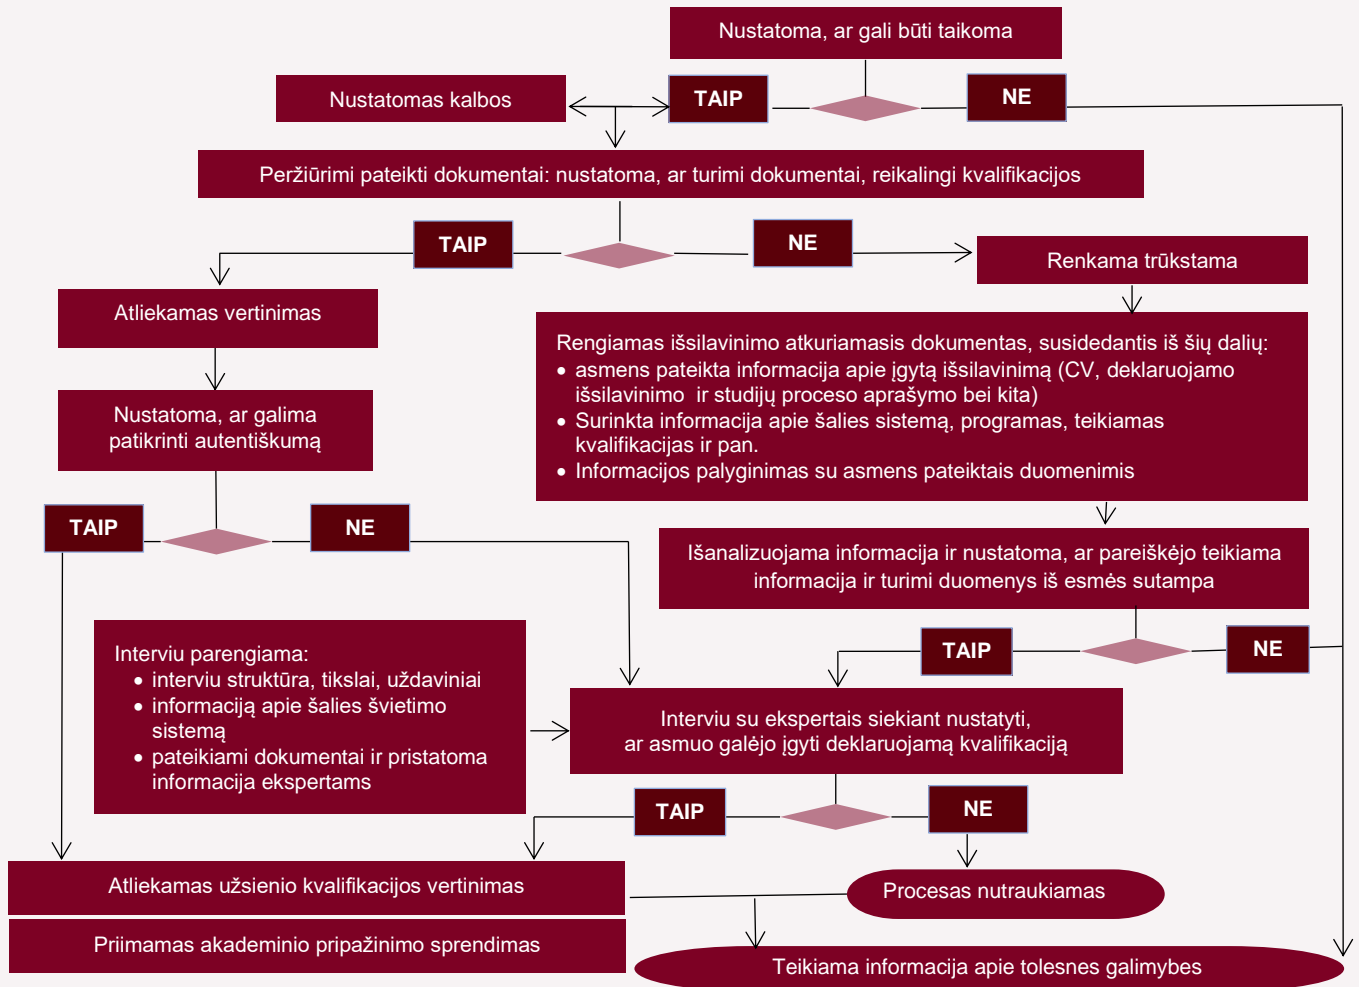 Nustatoma, ar gali būti taikoma
Nustatomas kalbos
TAIP
NE
Peržiūrimi pateikti dokumentai: nustatoma, ar turimi dokumentai, reikalingi kvalifikacijos
TAIP
NE
Renkama trūkstama
Atliekamas vertinimas
Rengiamas išsilavinimo atkuriamasis dokumentas, susidedantis iš šių dalių:
• asmens pateikta informacija apie įgytą išsilavinimą (CV, deklaruojamo
išsilavinimo ir studijų proceso aprašymo bei kita)
• Surinkta informacija apie šalies sistemą, programas, teikiamas
kvalifikacijas ir pan.
• Informacijos palyginimas su asmens pateiktais duomenimis
Nustatoma, ar galima
patikrinti autentiškumą
TAIP
NE
Išanalizuojama informacija ir nustatoma, ar pareiškėjo teikiama
informacija ir turimi duomenys iš esmės sutampa
TAIP
NE
Interviu parengiama:
• interviu struktūra, tikslai, uždaviniai
• informaciją apie šalies švietimo
sistemą
• pateikiami dokumentai ir pristatoma
informacija ekspertams
Interviu su ekspertais siekiant nustatyti,
ar asmuo galėjo įgyti deklaruojamą kvalifikaciją
TAIP
NE
Atliekamas užsienio kvalifikacijos vertinimas
Procesas nutraukiamas
Priimamas akademinio pripažinimo sprendimas
Teikiama informacija apie tolesnes galimybes